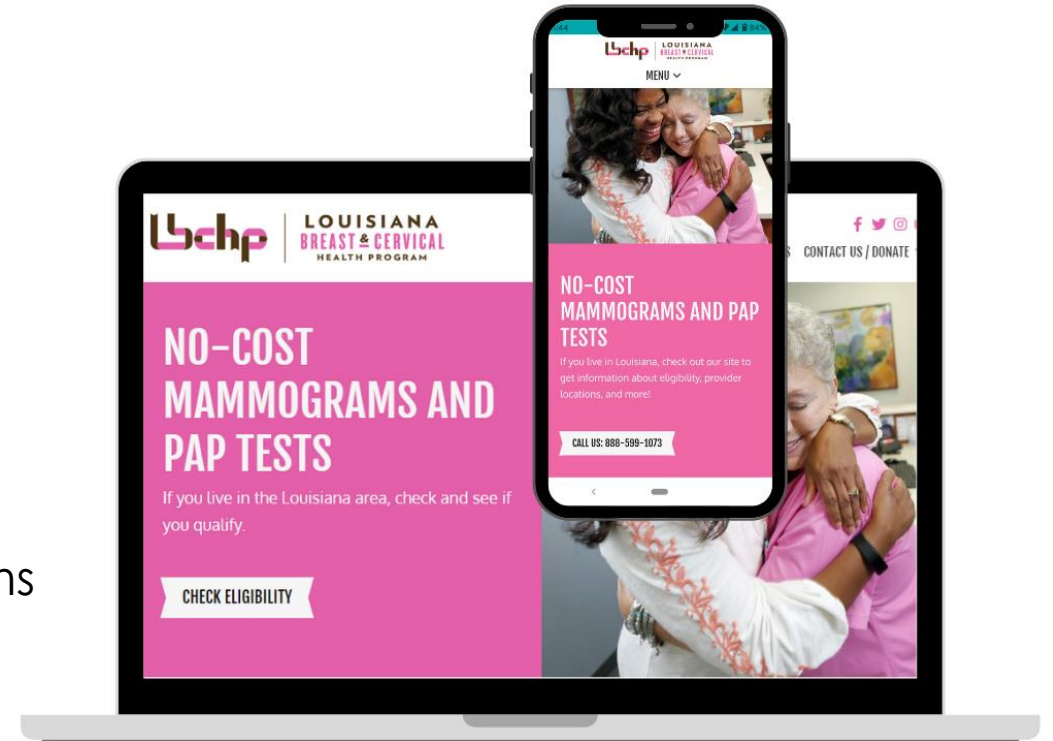 :44
84%
lbchp
LOUISIANA
BREAST & CERVICAL
HEALTH PROGRAM
MENU
NO-COST
MAMMOGRAMS AND PAP
TESTS
If you live in Louisiana, check out our site to
get information about eligibility, provider
locations, and more!
CALL US: 888-599-1073
lbchp
LOUISIANA
BREAST & CERVICAL
HEALTH PROGRAM
S CONTACT US / DONATE
NO-COST
MAMMOGRAMS AND
PAP TESTS
If you live in the Louisiana area, check and see if
you qualify.
CHECK ELIGIBILITY
ns